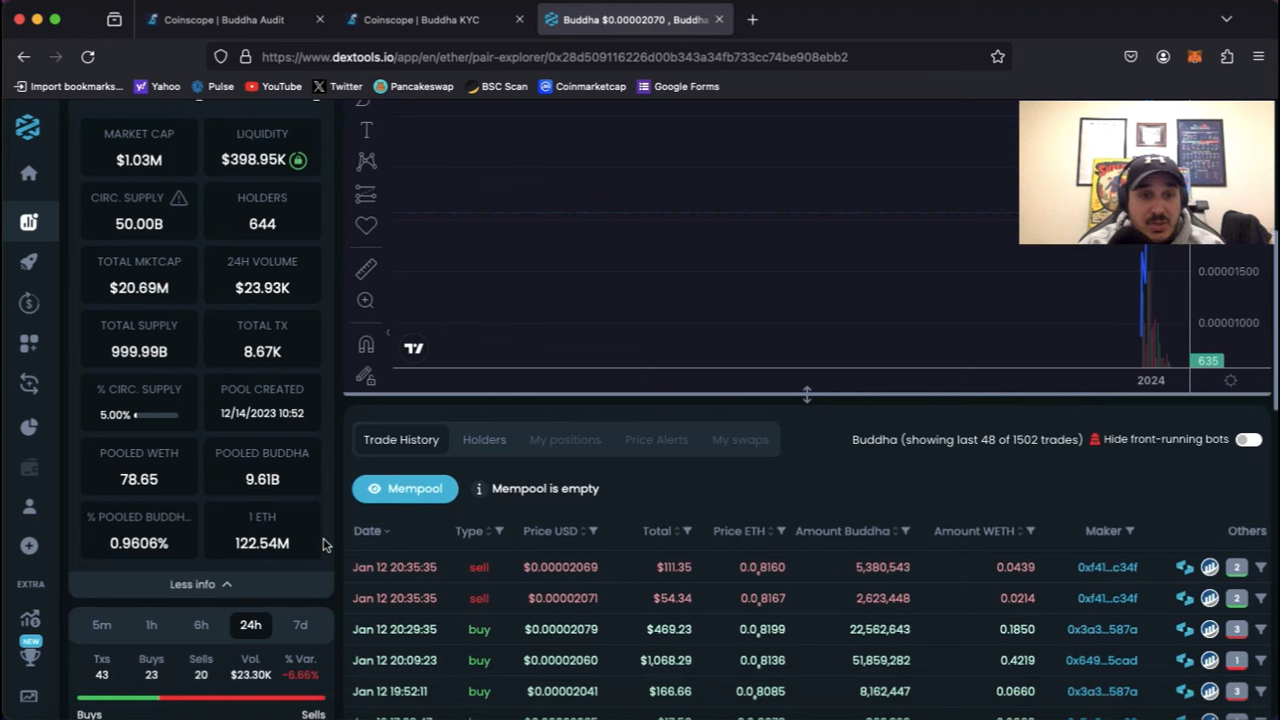 Coinscope | Buddha Audit
Coinscope | Buddha KYC
Buddha $0.00002070 , Buddha
https://www.dextools.io/app/en/ether/pair-explorer/0x28d509116226d00b343a34fb733cc74be908ebb2
Import bookmarks...
Yahoo
Pulse
YouTube
Twitter
Pancakeswap
BSC Scan
Coinmarketcap
Google Forms
MARKET CAP
$1.03M
LIQUIDITY
$398.95K
CIRC. SUPPLY
50.00B
HOLDERS
644
TOTAL MKTCAP
$20.69M
24H VOLUME
$23.93K
TOTAL SUPPLY
999.99B
TOTAL TX
8.67K
% CIRC. SUPPLY
5.00%
POOL CREATED
12/14/2023 10:52
POOLED WETH
78.65
POOLED BUDDHA
9.61B
% POOLED BUDDH...
0.9606%
1 ETH
122.54M
Less info
EXTRA
NEW
5m 1h 6h 24h 7d
Txs Buys Sells Vol. % Var.
43 23 20 $23.30K -6.66%
Buys Sells
0.00001500
0.00001000
635
2024
Trade History Holders My positions Price Alerts My swaps
Buddha (showing last 48 of 1502 trades) Hide front-running bots
Mempool Mempool is empty
Date Type Price USD Total Price ETH Amount Buddha Amount WETH Maker Others
Jan 12 20:35:35 sell $0.00002069 $111.35 0.0₈8160 5,380,543 0.0439 0xf41...c34f 2
Jan 12 20:35:35 sell $0.00002071 $54.34 0.0₈8167 2,623,448 0.0214 0xf41...c34f 2
Jan 12 20:29:35 buy $0.00002079 $469.23 0.0₈8199 22,562,643 0.1850 0x3a3...587a 3
Jan 12 20:09:23 buy $0.00002060 $1,068.29 0.0₈8136 51,859,282 0.4219 0x649...5cad 1
Jan 12 19:52:11 buy $0.00002041 $166.66 0.0₈8085 8,162,447 0.0660 0x3a3...587a 3